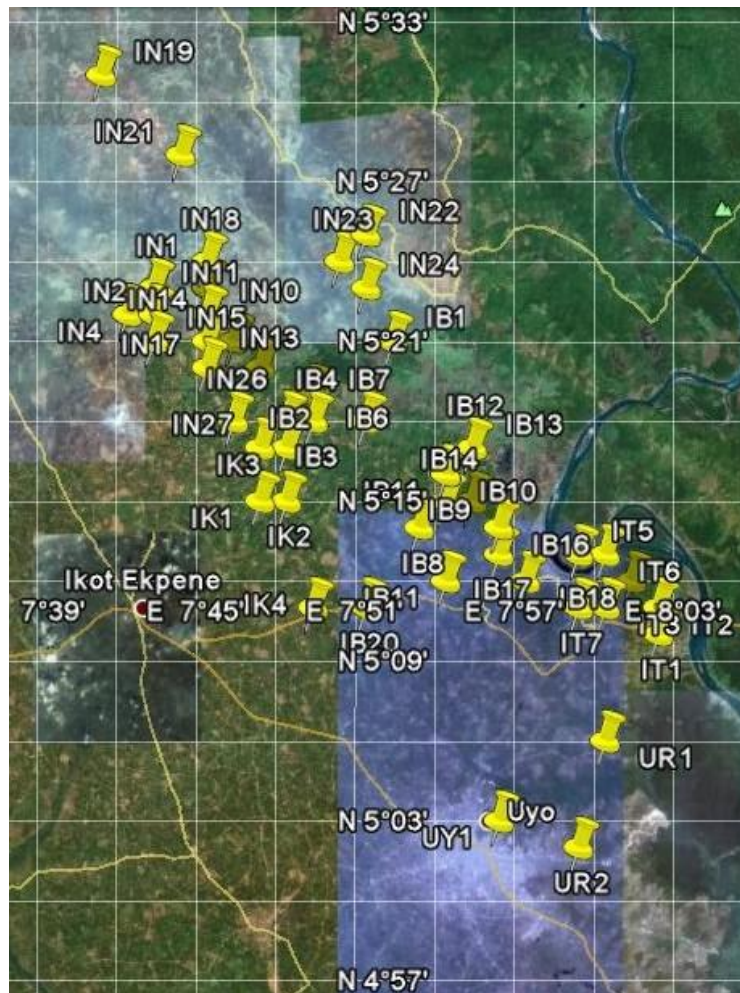 N 5°33'
IN19
IN21
N 5°27'
IN18
IN23
IN22
IN1
IN24
IN11
IN2
IN14
IN10
IN4
IN15
IB1
IN17
IN13
N 5°21'
IN26
IB4
IB7
IN27
IB2
IB6
IB12
IB13
IK3
IB3
IB14
N 5°15'
IK1
IK2
IB9
IB10
IB8
IB16
IT5
Ikot Ekpene
IB17
IT6
7°39'
E 7°45'
IK4
E 7°51'
IB11
E 7°57'
IB18
E 8°03'
IB20
IT7
IT3
IT2
N 5°09'
IT1
UR1
N 5°03'
UY1
Uyo
UR2
N 4°57'